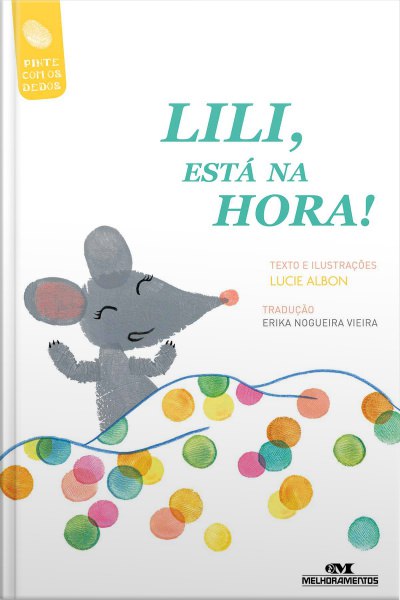 PINTE
COM OS
DEDOS
LILI,
ESTÁ NA
HORA!
TEXTO E ILUSTRAÇÕES
LUCIE ALBON
TRADUÇÃO
ERIKA NOGUEIRA VIEIRA
MELHORAMENTOS